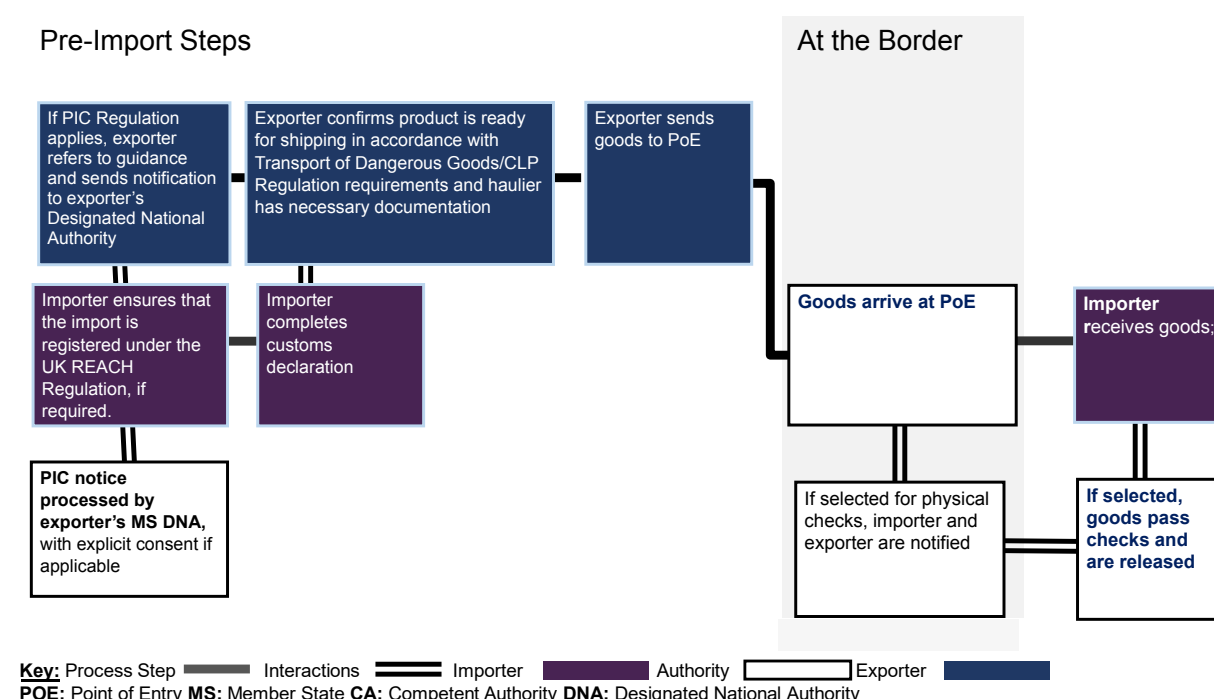 Pre-Import Steps
At the Border
If PIC Regulation
applies, exporter
refers to guidance
and sends notification
to exporter’s
Designated National
Authority
Exporter confirms product is ready
for shipping in accordance with
Transport of Dangerous Goods/CLP
Regulation requirements and haulier
has necessary documentation
Exporter sends
goods to PoE
Importer ensures that
the import is
registered under the
UK REACH
Regulation, if
required.
Importer
completes
customs
declaration
Goods arrive at PoE
Importer
receives goods;
PIC notice
processed by
exporter’s MS DNA,
with explicit consent if
applicable
If selected for physical
checks, importer and
exporter are notified
If selected,
goods pass
checks and
are released
Key: Process Step Interactions Importer Authority Exporter
POE: Point of Entry MS: Member State CA: Competent Authority DNA: Designated National Authority